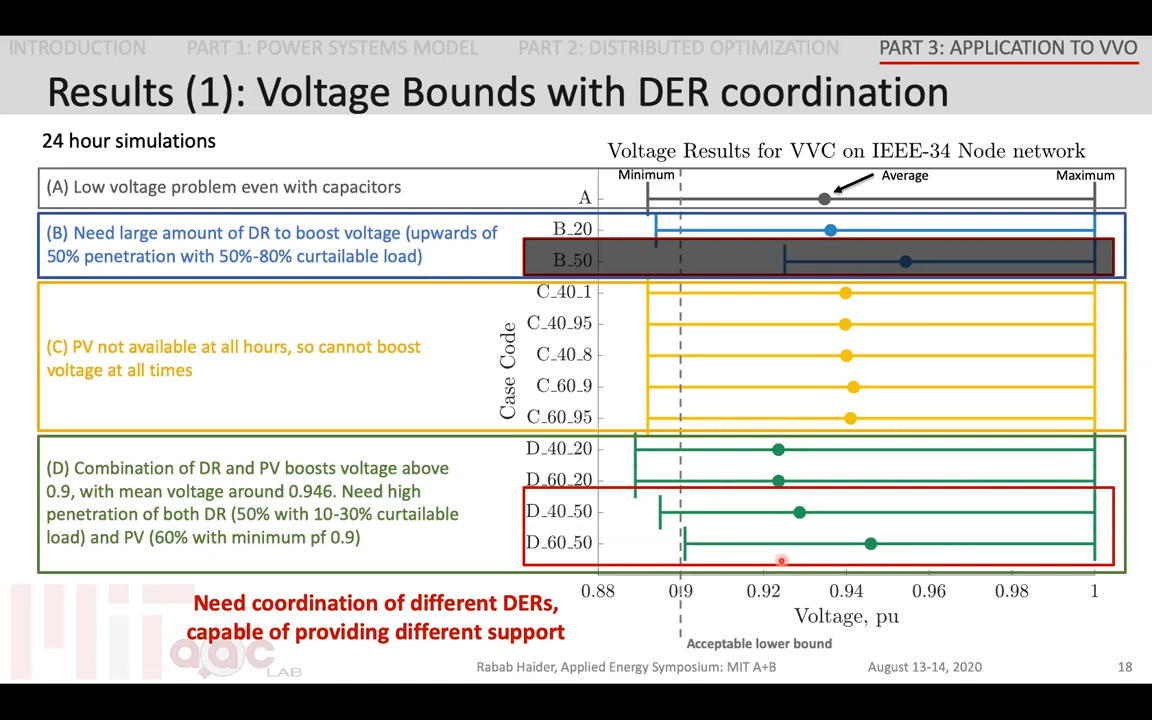 INTRODUCTION PART 1: POWER SYSTEMS MODEL PART 2: DISTRIBUTED OPTIMIZATION PART 3: APPLICATION TO VVO
Results (1): Voltage Bounds with DER coordination
24 hour simulations
(A) Low voltage problem even with capacitors
(B) Need large amount of DR to boost voltage (upwards of
50% penetration with 50%-80% curtailable load)
(C) PV not available at all hours, so cannot boost
voltage at all times
(D) Combination of DR and PV boosts voltage above
0.9, with mean voltage around 0.946. Need high
penetration of both DR (50% with 10-30% curtailable
load) and PV (60% with minimum pf 0.9)
Need coordination of different DERs,
capable of providing different support
Voltage Results for VVC on IEEE-34 Node network
Minimum Average Maximum
Case Code
A
B_20
B_50
C_40_1
C_40_95
C_40_8
C_60_9
C_60_95
D_40_20
D_60_20
D_40_50
D_60_50
0.88 0.9 0.92 0.94 0.96 0.98 1
Voltage, pu
Acceptable lower bound
MIT aqc LAB
Rabab Haider, Applied Energy Symposium: MIT A+B August 13-14, 2020 18